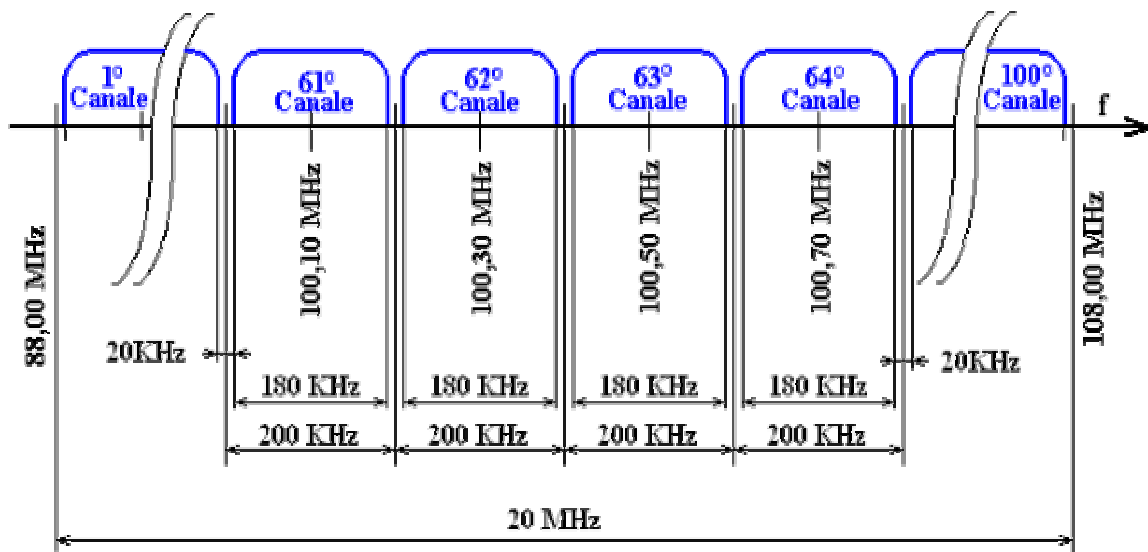 1°
Canale
61°
Canale
62°
Canale
63°
Canale
64°
Canale
100°
Canale
f
88,00 MHz
100,10 MHz
100,30 MHz
100,50 MHz
100,70 MHz
108,00 MHz
20KHz
20KHz
180 KHz
180 KHz
180 KHz
180 KHz
200 KHz
200 KHz
200 KHz
200 KHz
20 MHz